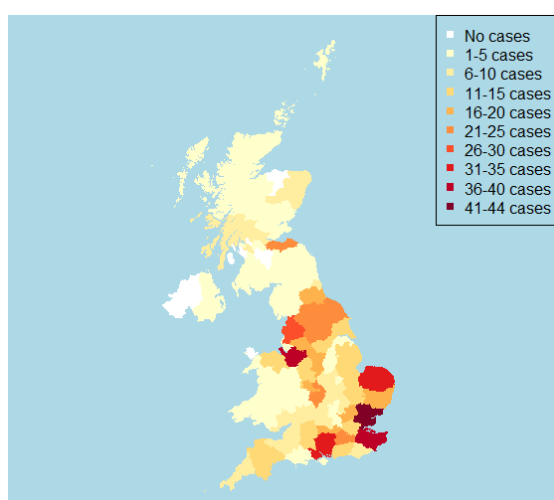 No cases
1-5 cases
6-10 cases
11-15 cases
16-20 cases
21-25 cases
26-30 cases
31-35 cases
36-40 cases
41-44 cases